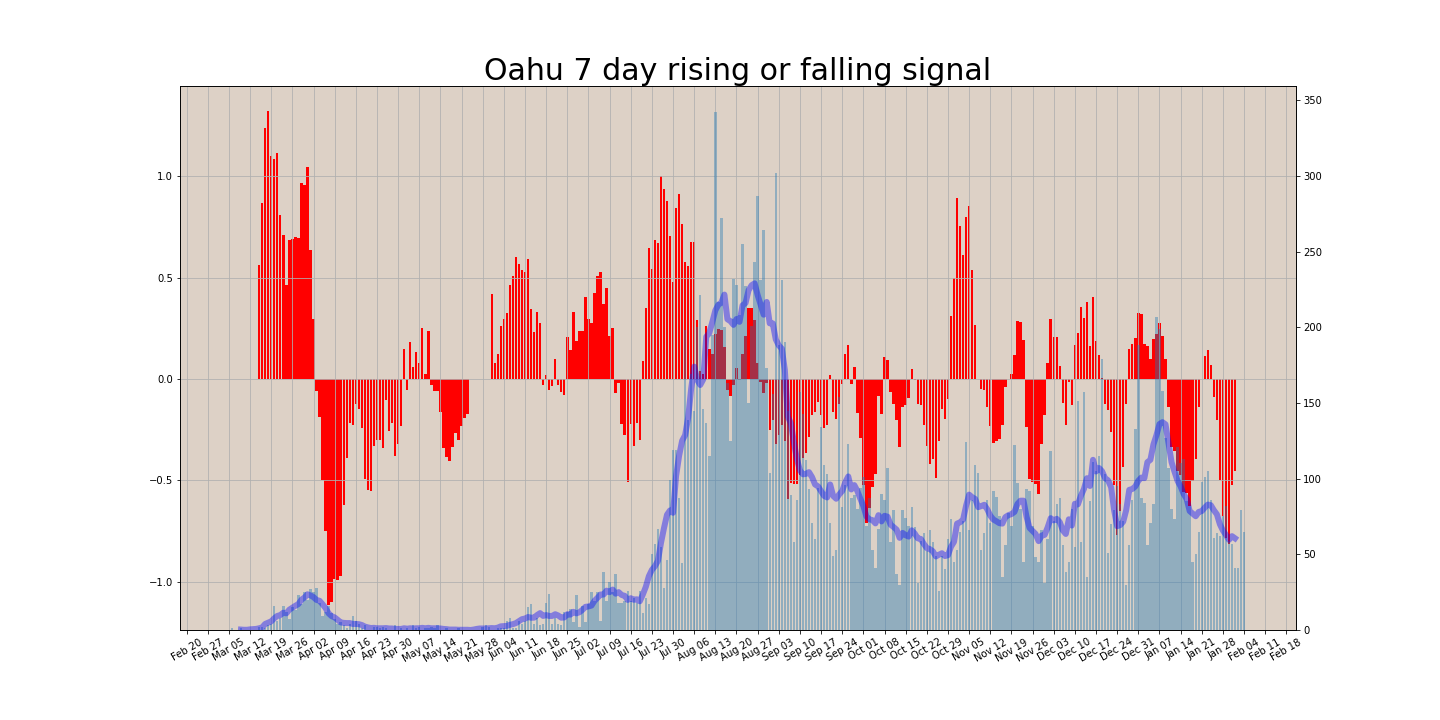 Oahu 7 day rising or falling signal
1.0
0.5
0.0
−0.5
−1.0
350
300
250
200
150
100
50
0
Feb 20
Feb 27
Mar 05
Mar 12
Mar 19
Mar 26
Apr 02
Apr 09
Apr 16
Apr 23
Apr 30
May 07
May 14
May 21
May 28
Jun 04
Jun 11
Jun 18
Jun 25
Jul 02
Jul 09
Jul 16
Jul 23
Jul 30
Aug 06
Aug 13
Aug 20
Aug 27
Sep 03
Sep 10
Sep 17
Sep 24
Oct 01
Oct 08
Oct 15
Oct 22
Oct 29
Nov 05
Nov 12
Nov 19
Nov 26
Dec 03
Dec 10
Dec 17
Dec 24
Dec 31
Jan 07
Jan 14
Jan 21
Jan 28
Feb 04
Feb 11
Feb 18